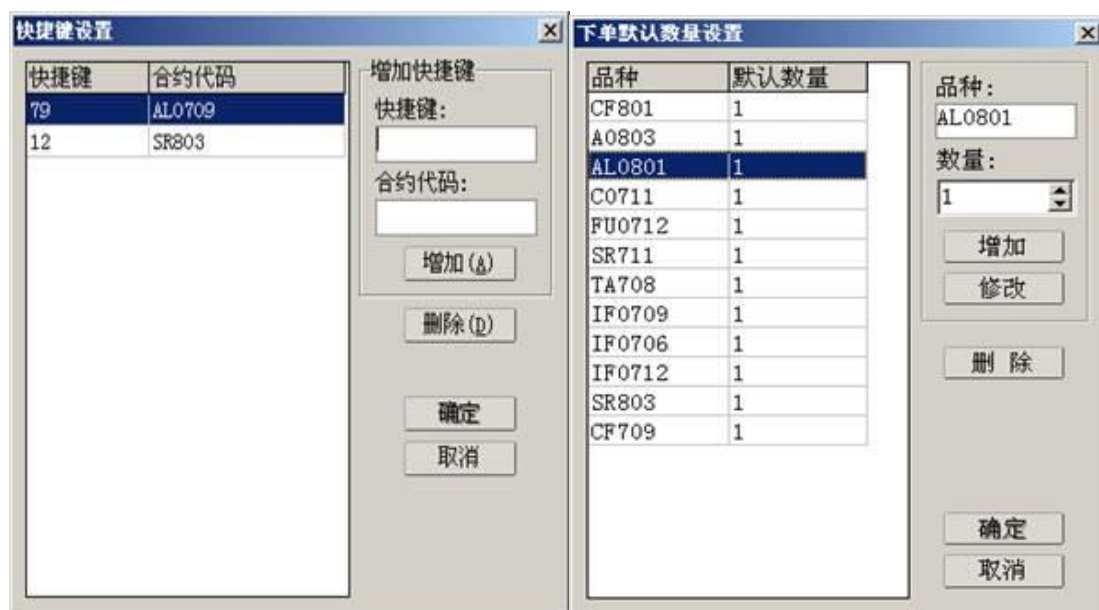 快捷键设置
快捷键 合约代码
79 AL0709
12 SR803
增加快捷键
快捷键:
合约代码:
增加(A)
删除(D)
确定
取消
下单默认数量设置
品种 默认数量
CF801 1
A0803 1
AL0801 1
C0711 1
FU0712 1
SR711 1
TA708 1
IF0709 1
IF0706 1
IF0712 1
SR803 1
CF709 1
品种:
AL0801
数量:
1
增加
修改
删 除
确定
取消